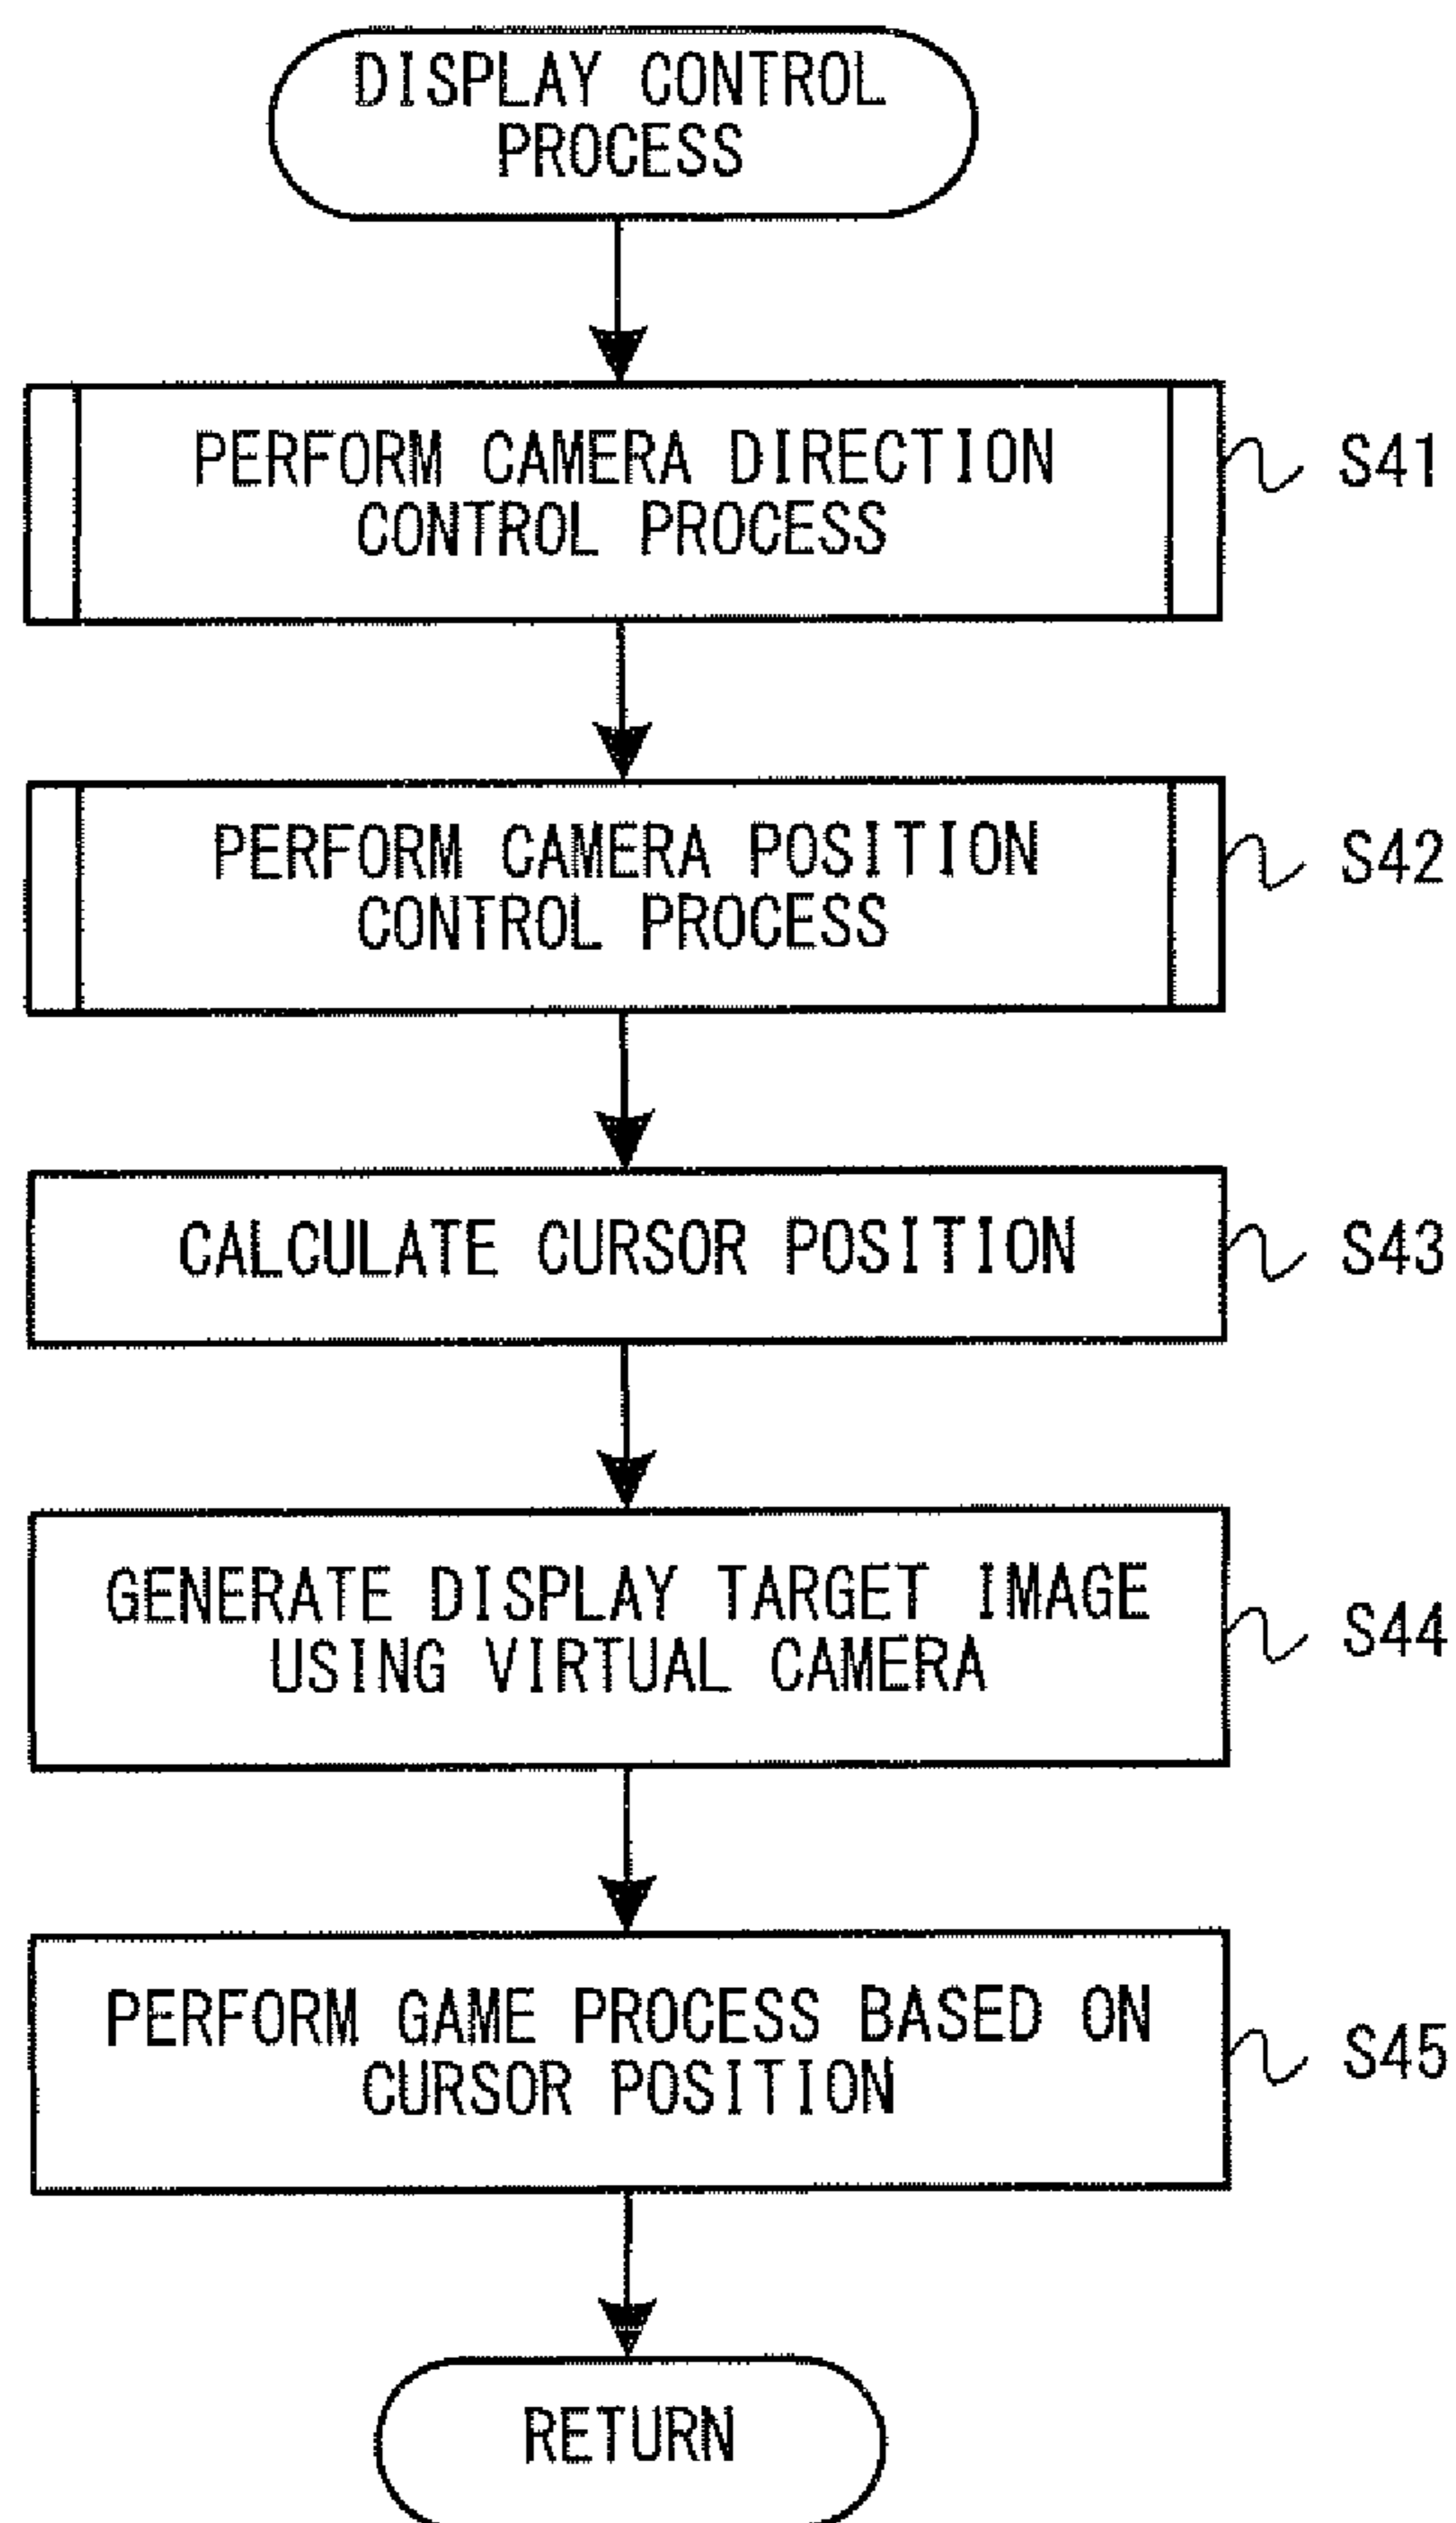 DISPLAY CONTROL
PROCESS
PERFORM CAMERA DIRECTION
CONTROL PROCESS
S41
PERFORM CAMERA POSITION
CONTROL PROCESS
S42
CALCULATE CURSOR POSITION
S43
GENERATE DISPLAY TARGET IMAGE
USING VIRTUAL CAMERA
S44
PERFORM GAME PROCESS BASED ON
CURSOR POSITION
S45
RETURN